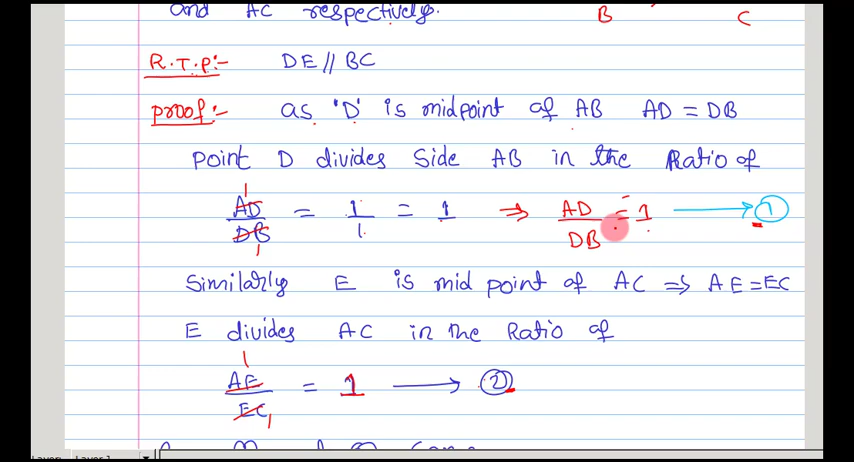 and AC respectively.
B
C
R.T.P:- DE // BC
proof:- as 'D' is midpoint of AB AD = DB
Point D divides Side AB in the Ratio of
AD/DB = 1/1 = 1 ⇒ AD/DB = 1 → ①
Similarly E is mid point of AC ⇒ AE=EC
E divides AC in the Ratio of
AE/EC = 1 → ②